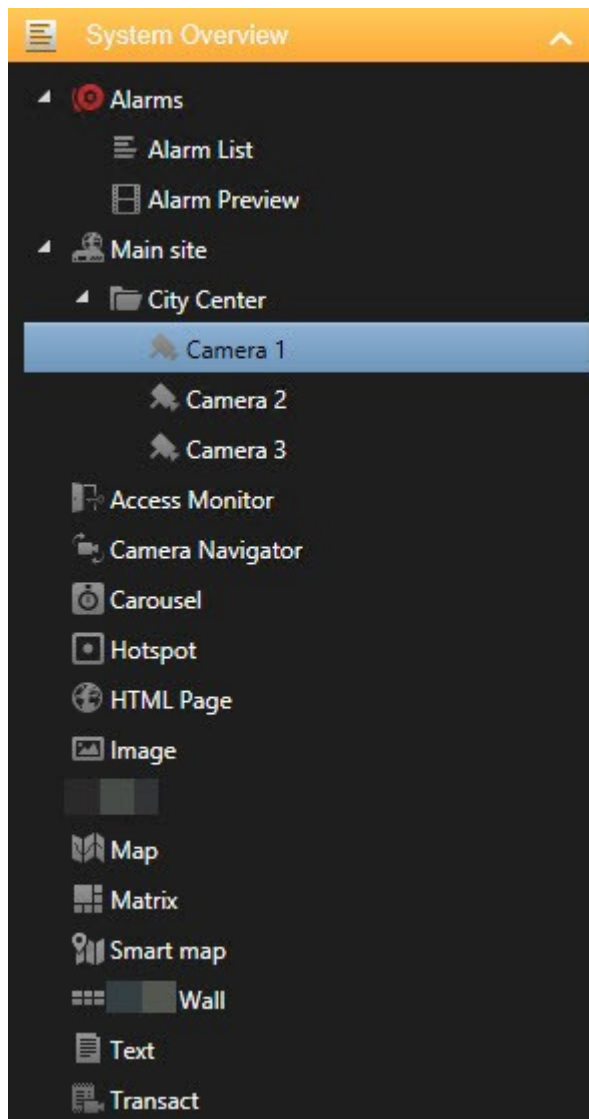 System Overview
Alarms
Alarm List
Alarm Preview
Main site
City Center
Camera 1
Camera 2
Camera 3
Access Monitor
Camera Navigator
Carousel
Hotspot
HTML Page
Image
Map
Matrix
Smart map
Wall
Text
Transact